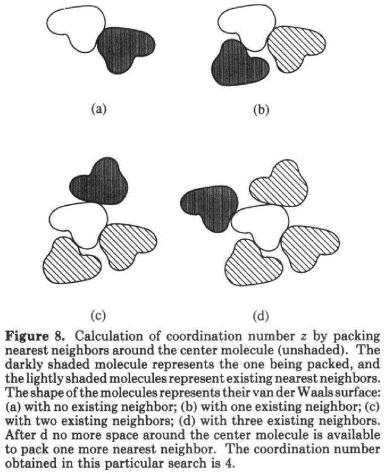 (a)
(b)
(c)
(d)
Figure 8. Calculation of coordination number z by packing
nearest neighbors around the center molecule (unshaded). The
darkly shaded molecule represents the one being packed, and
the lightly shaded molecules represent existing nearest neighbors.
The shape of the molecules represents their van der Waals surface:
(a) with no existing neighbor; (b) with one existing neighbor; (c)
with two existing neighbors; (d) with three existing neighbors.
After d no more space around the center molecule is available
to pack one more nearest neighbor. The coordination number
obtained in this particular search is 4.